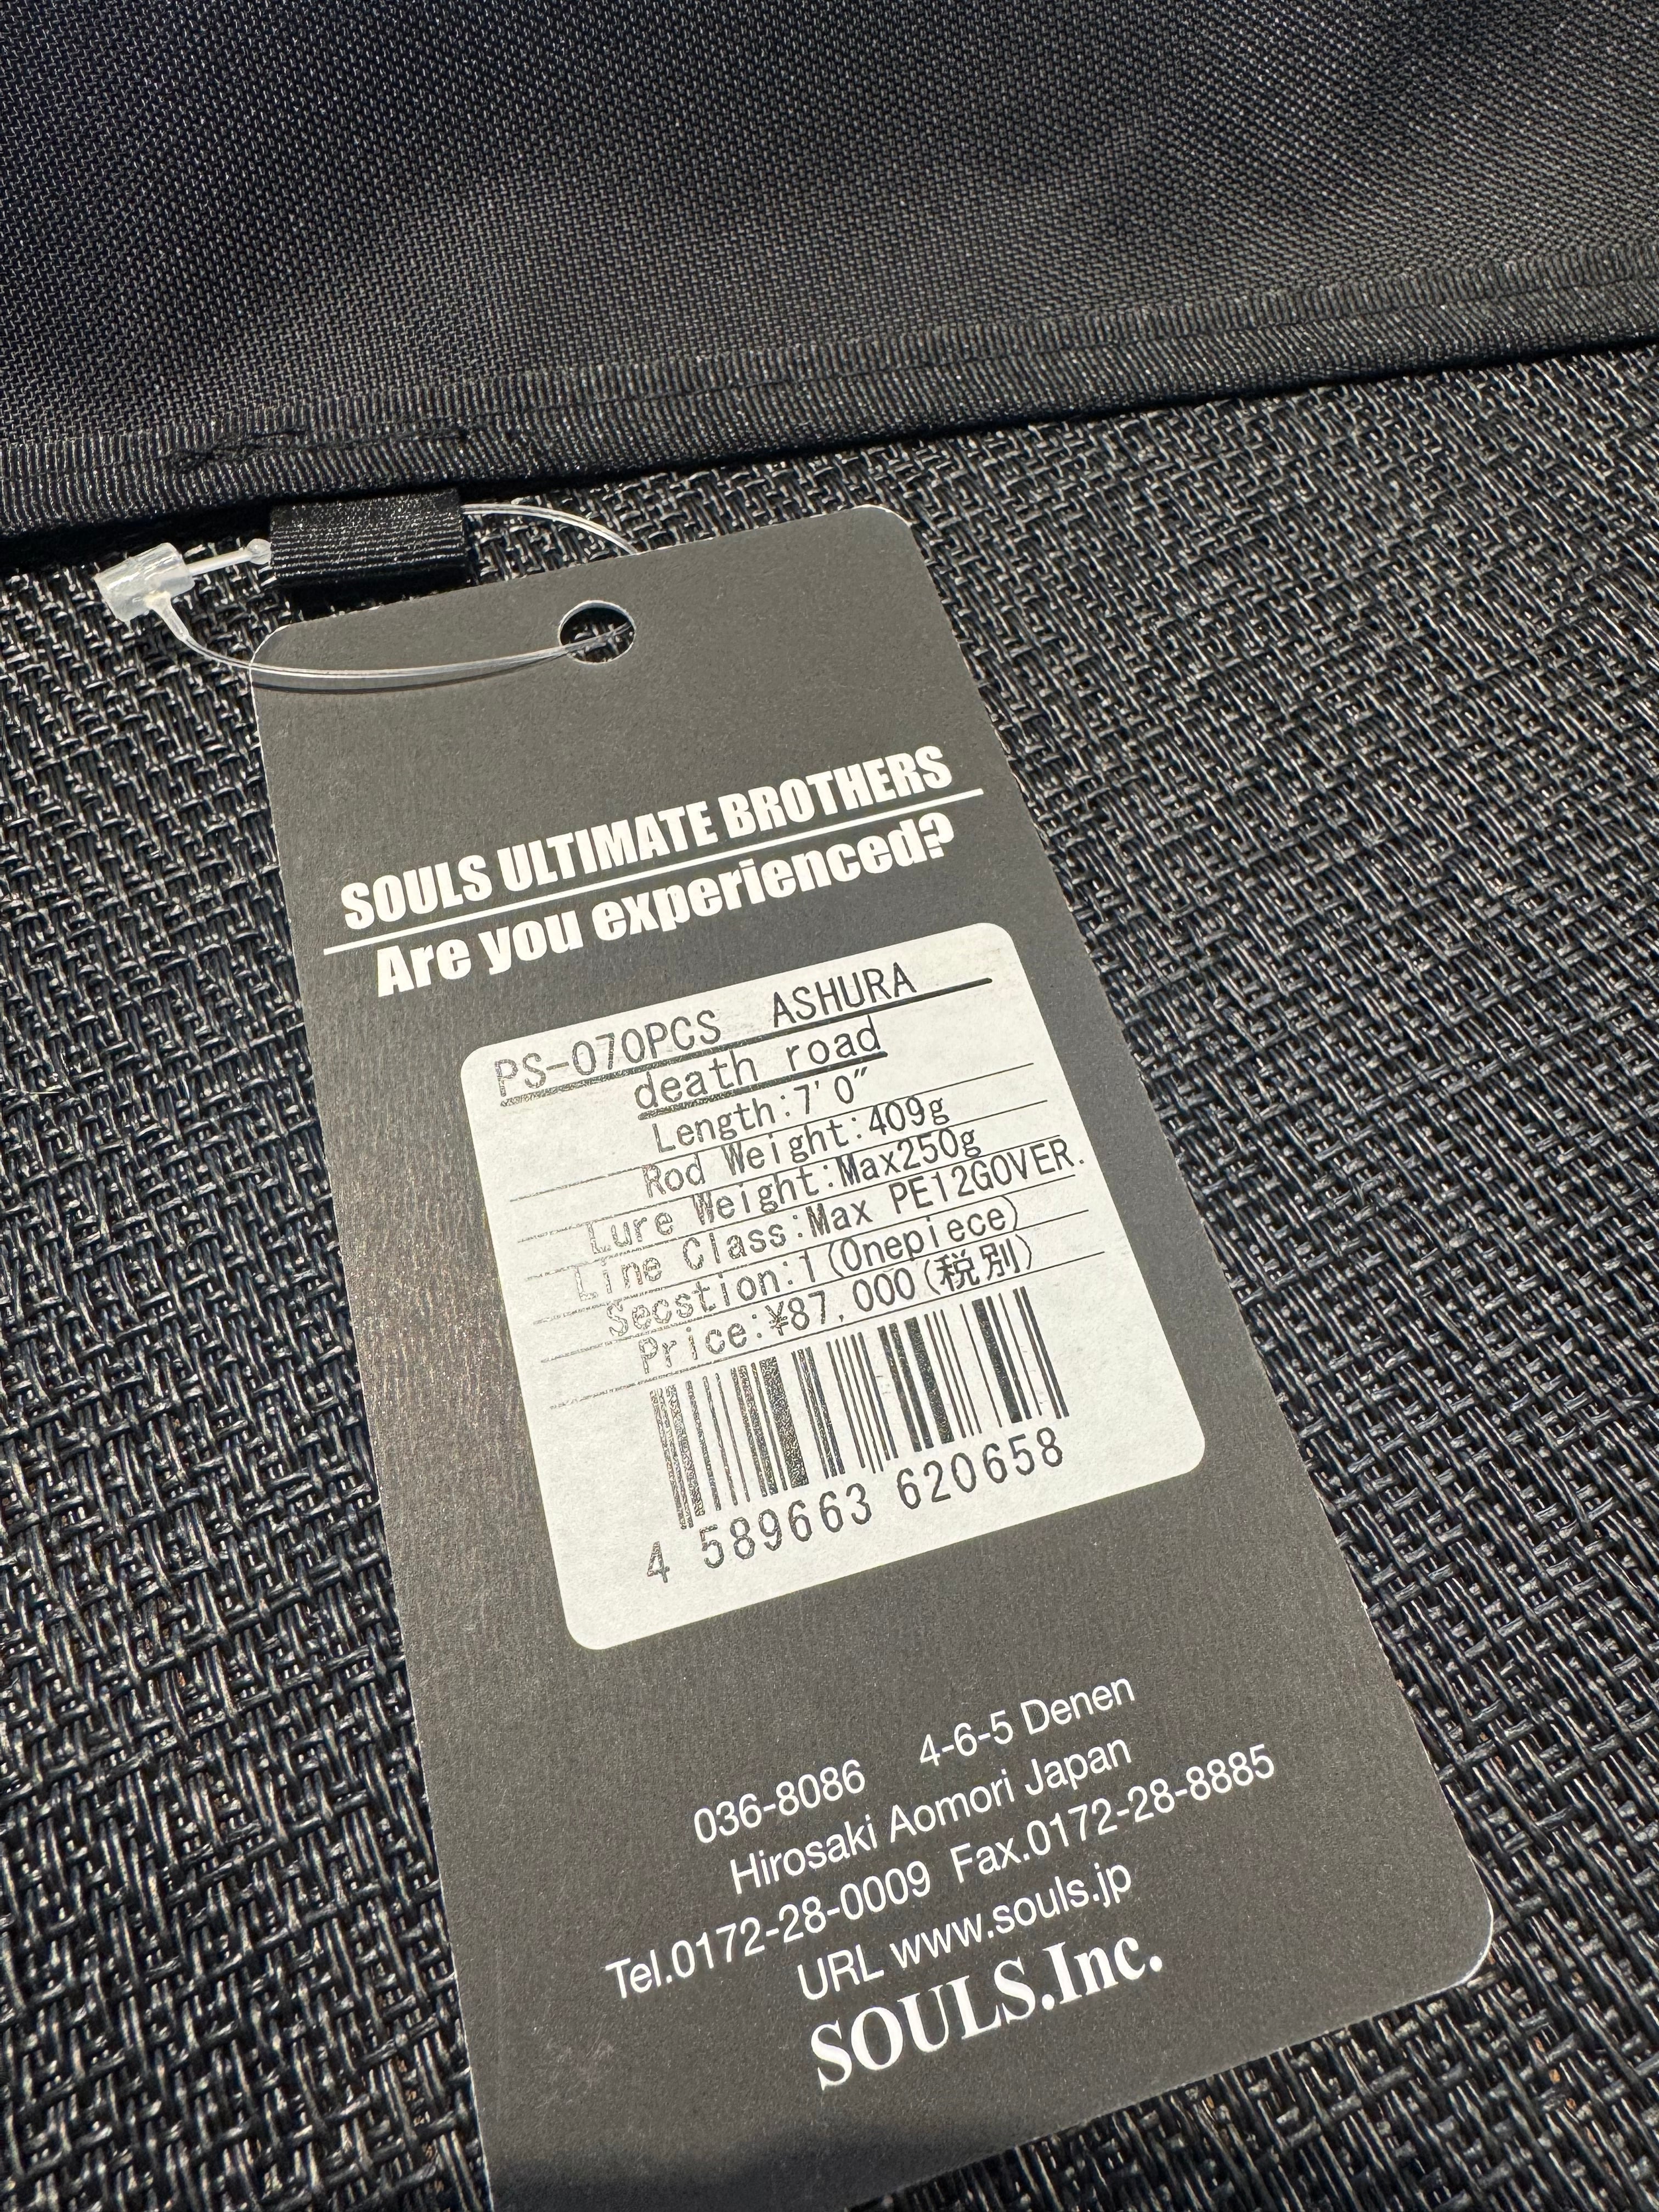 SOULS ULTIMATE BROTHERS
Are you experienced?
PS-070PCS ASHURA
death road
Length:7'0"
Rod Weight:409g
Lure Weight:Max250g
Line Class:Max PE12GOVER.
Secstion:1(Onepiece)
Price:¥87,000(税別)
4 589663 620658
036-8086 4-6-5 Denen
Hirosaki Aomori Japan
Tel.0172-28-0009 Fax.0172-28-8885
URL www.souls.jp
SOULS.Inc.